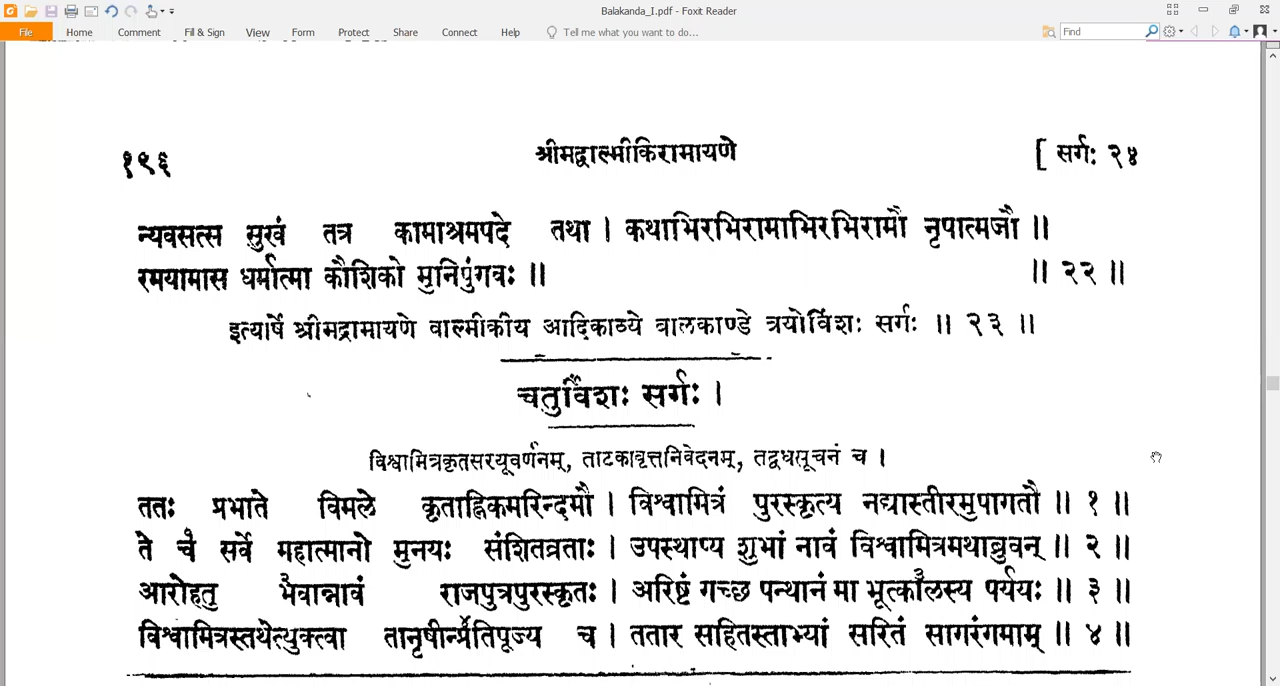 Balakanda_I.pdf - Foxit Reader
File Home Comment Fill & Sign View Form Protect Share Connect Help Tell me what you want to do... Find
१९६ श्रीमद्वाल्मीकिरामायणे [ सर्गः २४
न्यवसत्स सुखं तत्र कामाश्रमपदे तथा । कथाभिरभिरामाभिरभिरामौ नृपात्मजौ ॥
रमयामास धर्मात्मा कौशिको मुनिपुंगवः ॥ ॥ २२ ॥
इत्यार्षे श्रीमद्रामायणे वाल्मीकीय आदिकाव्ये बालकाण्डे त्रयोविंशः सर्गः ॥ २३ ॥
चतुर्विंशः सर्गः ।
विश्वामित्रकृतसरयूवर्णनम्, ताटकावृत्तनिवेदनम्, तद्वधसूचनं च ।
ततः प्रभाते विमले कृताह्निकमरिन्दमौ । विश्वामित्रं पुरस्कृत्य नद्यास्तीरमुपागतौ ॥ १ ॥
ते च सर्वे महात्मानो मुनयः संशितव्रताः । उपस्थाप्य शुभां नावं विश्वामित्रमथाब्रुवन् ॥ २ ॥
आरोहतु भवान्नावं राजपुत्रपुरस्कृतः । अरिष्टं गच्छ पन्थानं मा भूत्कालस्य पर्ययः ॥ ३ ॥
विश्वामित्रस्तथेत्युक्त्वा तानृषीन्प्रतिपूज्य च । ततार सहितस्ताभ्यां सरितं सागरंगमाम् ॥ ४ ॥